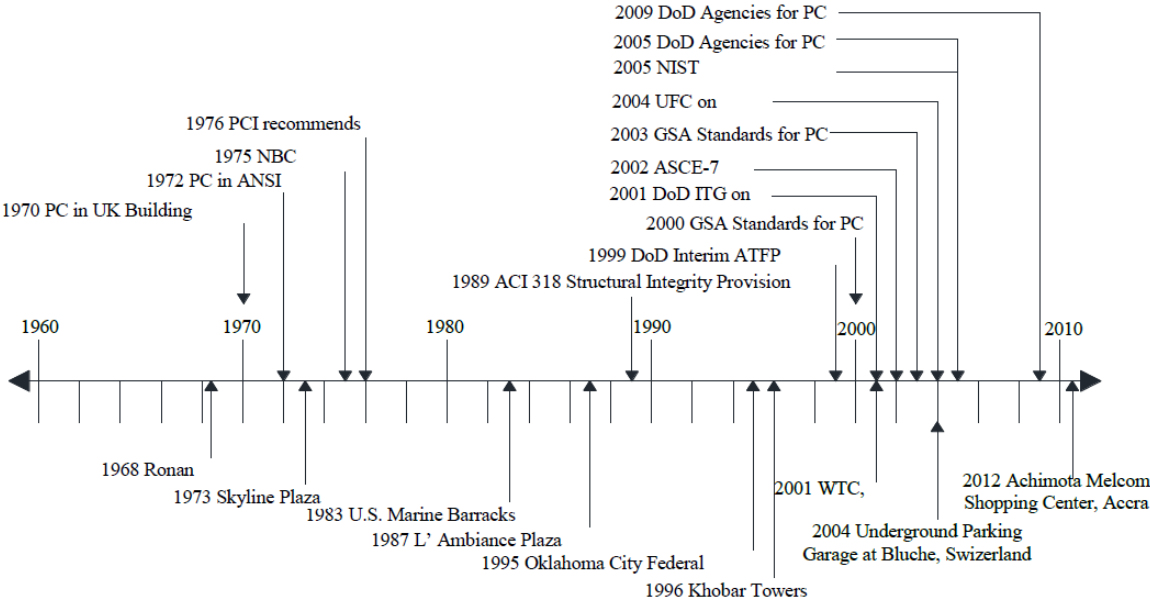 2009 DoD Agencies for PC
2005 DoD Agencies for PC
2005 NIST
2004 UFC on
1976 PCI recommends
2003 GSA Standards for PC
1975 NBC
2002 ASCE-7
1972 PC in ANSI
2001 DoD ITG on
1970 PC in UK Building
2000 GSA Standards for PC
1999 DoD Interim ATFP
1989 ACI 318 Structural Integrity Provision
1960
1970
1980
1990
2000
2010
1968 Ronan
1973 Skyline Plaza
1983 U.S. Marine Barracks
1987 L’ Ambiance Plaza
1995 Oklahoma City Federal
1996 Khobar Towers
2001 WTC,
2004 Underground Parking
Garage at Bluche, Swizerland
2012 Achimota Melcom
Shopping Center, Accra